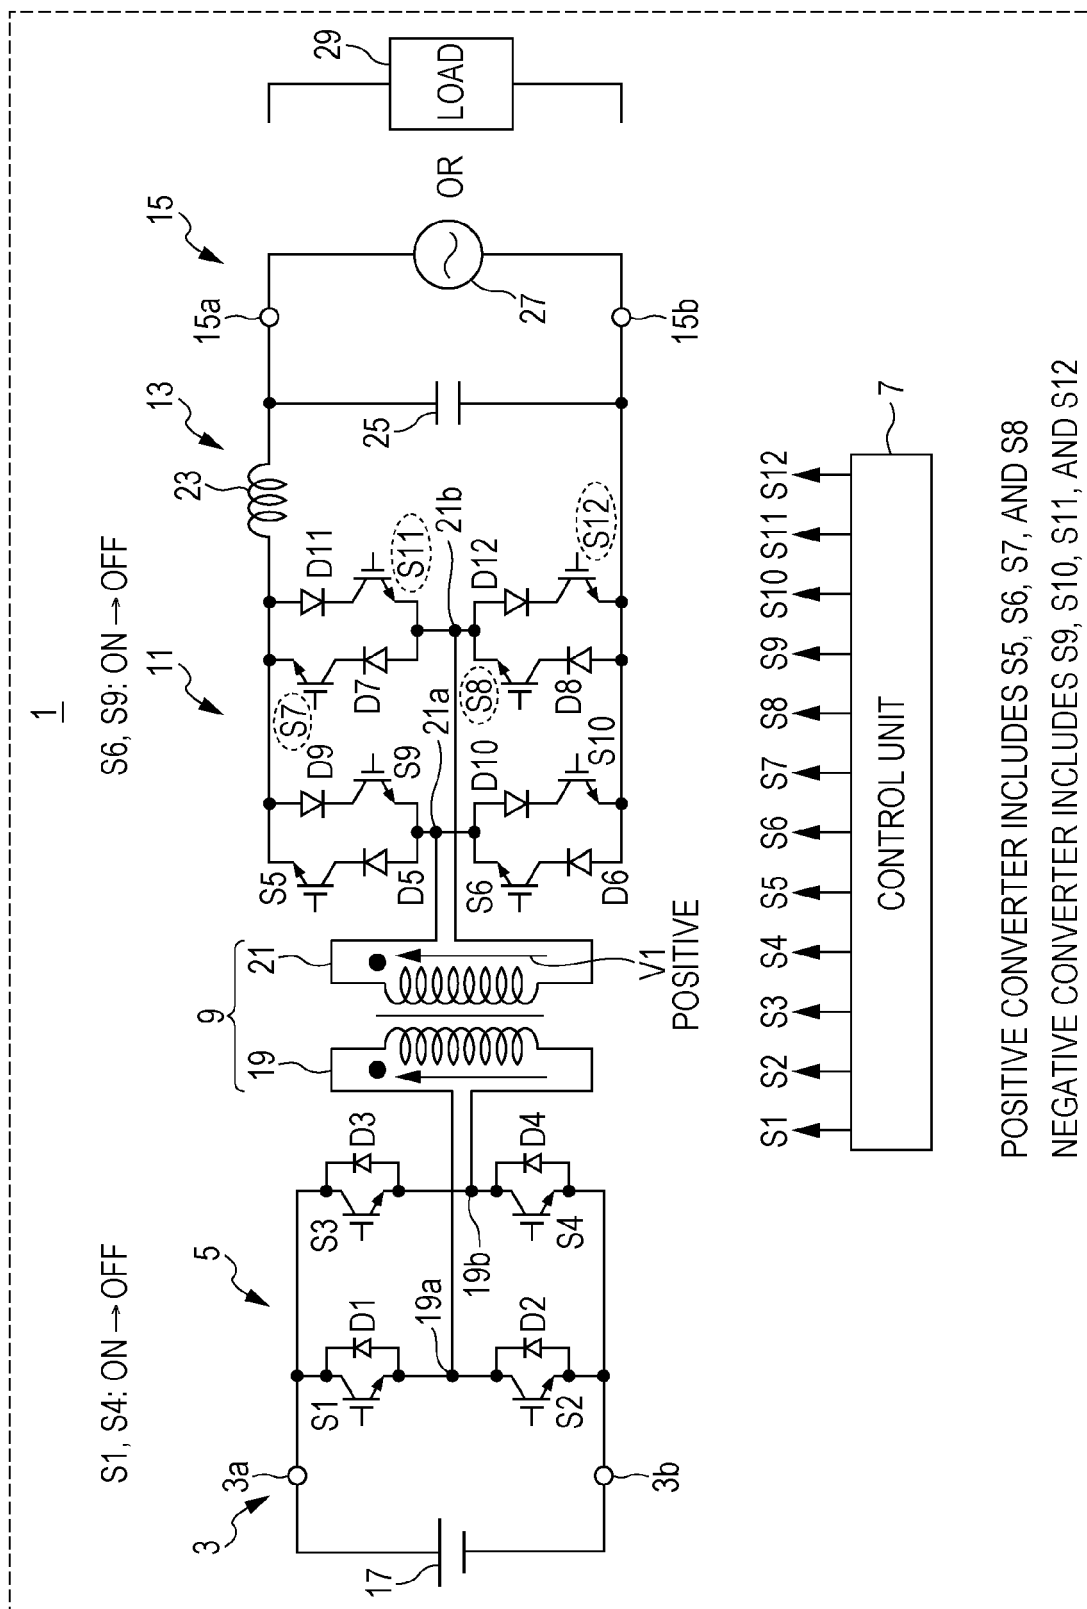 1
S1, S4: ON → OFF
S6, S9: ON → OFF
3
3a
3b
17
5
S1
D1
S2
D2
S3
D3
S4
D4
19a
19b
9
19
21
V1
POSITIVE
11
S5
D5
S6
D6
D9
S9
D10
S10
21a
S7
D7
S8
D8
D11
S11
D12
S12
21b
13
23
25
15
15a
15b
27
OR
29
LOAD
S1 S2 S3 S4 S5 S6 S7 S8 S9 S10 S11 S12
CONTROL UNIT
7
POSITIVE CONVERTER INCLUDES S5, S6, S7, AND S8
NEGATIVE CONVERTER INCLUDES S9, S10, S11, AND S12